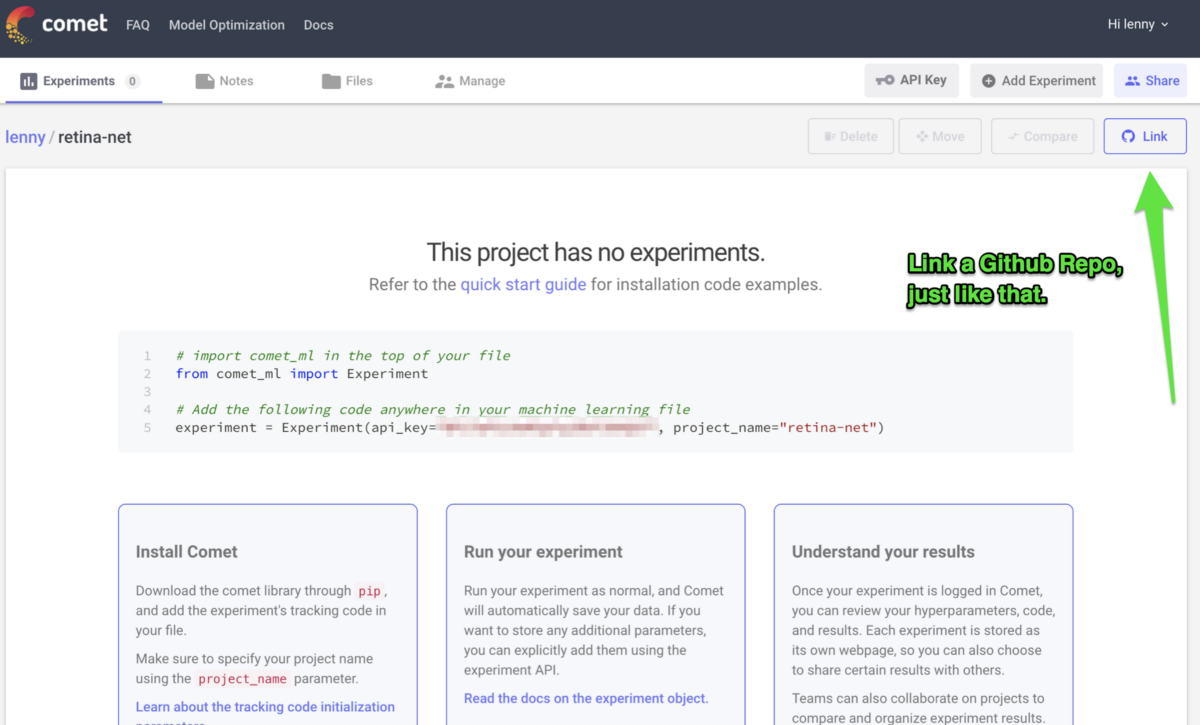 comet FAQ Model Optimization Docs Hi lenny
Experiments 0 Notes Files Manage API Key Add Experiment Share
lenny / retina-net Delete Move Compare Link
This project has no experiments.
Refer to the quick start guide for installation code examples.
Link a Github Repo,
just like that.
1 # import comet_ml in the top of your file
2 from comet_ml import Experiment
3
4 # Add the following code anywhere in your machine learning file
5 experiment = Experiment(api_key= , project_name="retina-net")
Install Comet
Download the comet library through pip,
and add the experiment's tracking code in
your file.
Make sure to specify your project name
using the project_name parameter.
Learn about the tracking code initialization
Run your experiment
Run your experiment as normal, and Comet
will automatically save your data. If you
want to store any additional parameters,
you can explicitly add them using the
experiment API.
Read the docs on the experiment object.
Understand your results
Once your experiment is logged in Comet,
you can review your hyperparameters, code,
and results. Each experiment is stored as
its own webpage, so you can also choose
to share certain results with others.
Teams can also collaborate on projects to
compare and organize experiment results.